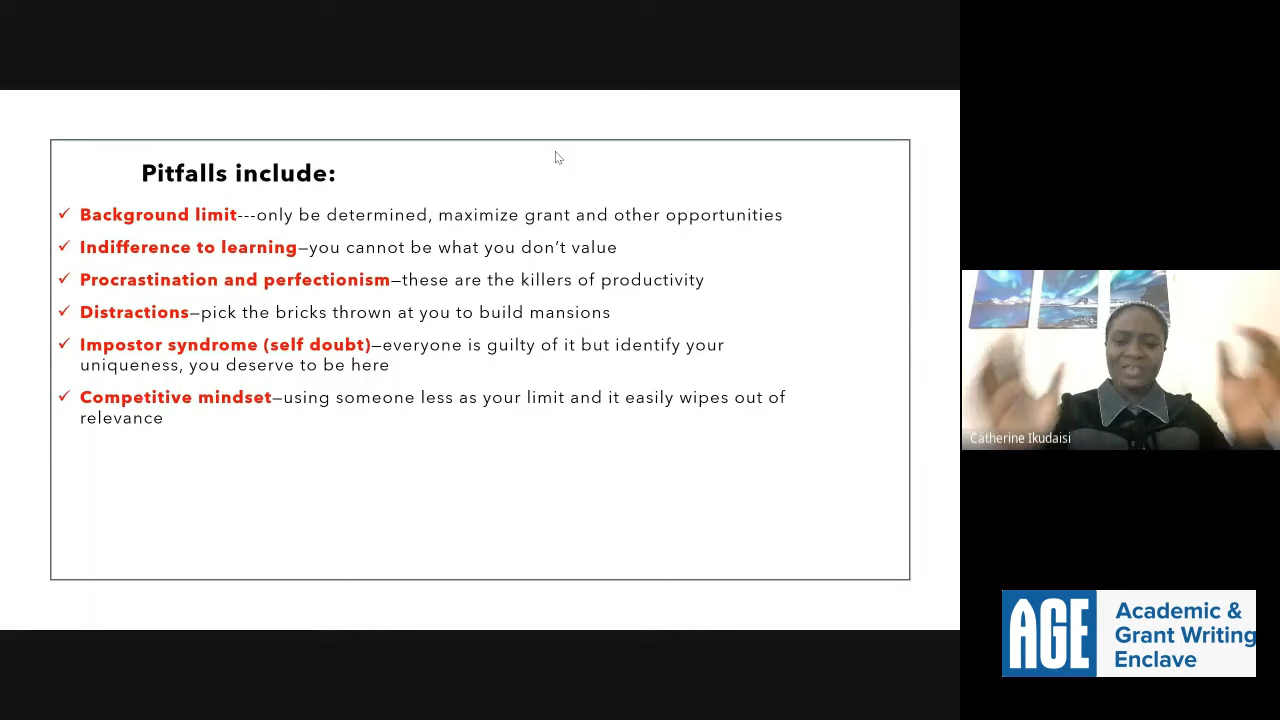 Pitfalls include:
✓ Background limit---only be determined, maximize grant and other opportunities
✓ Indifference to learning—you cannot be what you don’t value
✓ Procrastination and perfectionism—these are the killers of productivity
✓ Distractions—pick the bricks thrown at you to build mansions
✓ Impostor syndrome (self doubt)—everyone is guilty of it but identify your
uniqueness, you deserve to be here
✓ Competitive mindset—using someone less as your limit and it easily wipes out of
relevance
Catherine Ikudaisi
AGE
Academic &
Grant Writing
Enclave